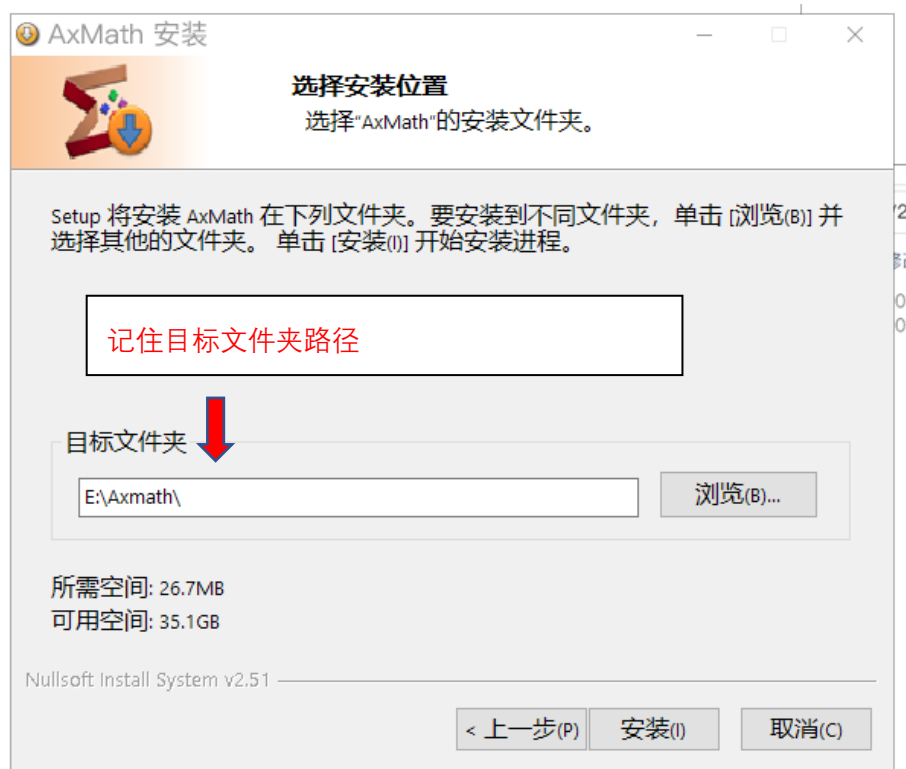 AxMath 安装
选择安装位置
选择“AxMath”的安装文件夹。
Setup 将安装 AxMath 在下列文件夹。要安装到不同文件夹，单击 [浏览(B)] 并
选择其他的文件夹。 单击 [安装(I)] 开始安装进程。
记住目标文件夹路径
目标文件夹
E:\Axmath\
浏览(B)...
所需空间: 26.7MB
可用空间: 35.1GB
Nullsoft Install System v2.51
< 上一步(P)
安装(I)
取消(C)